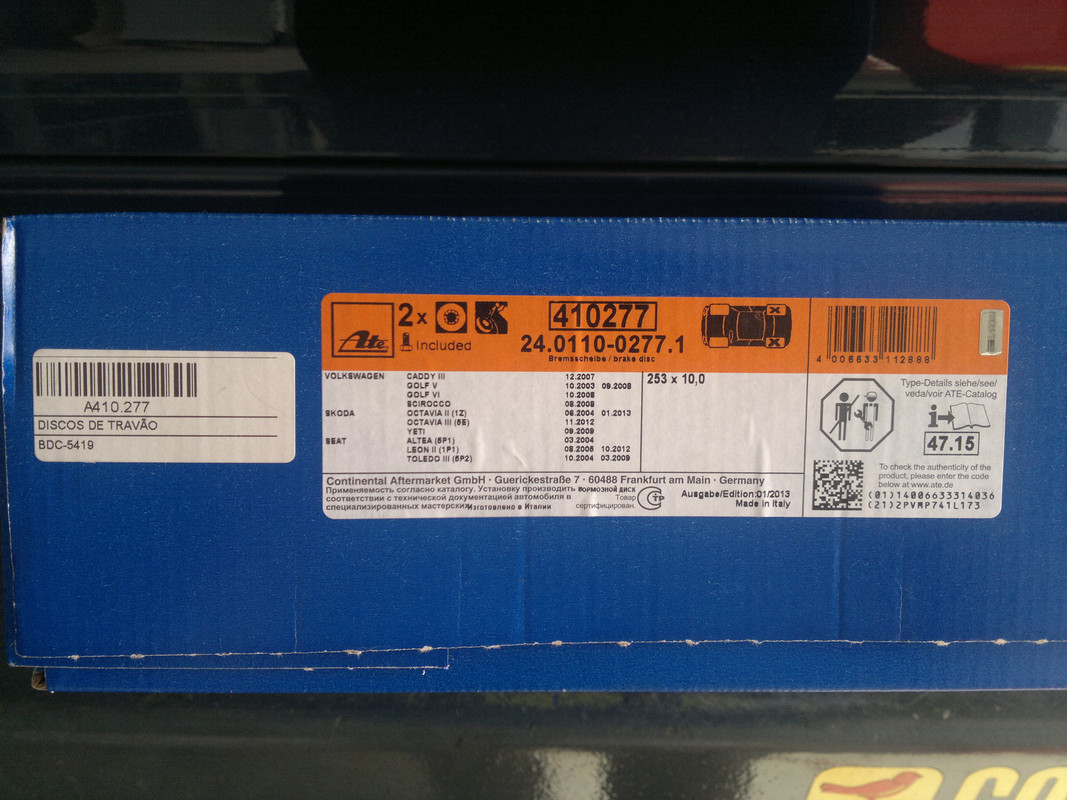 A410.277
DISCOS DE TRAVÃO
BDC-5419
Ate
2 x
Included
410277
24.0110-0277.1
Bremsscheibe / brake disc
4 006633 112888
VOLKSWAGEN CADDY III 12.2007
GOLF V 10.2003 09.2008
GOLF VI 10.2008
SCIROCCO 08.2008
SKODA OCTAVIA II (1Z) 06.2004 01.2013
OCTAVIA III (5E) 11.2012
YETI 09.2009
SEAT ALTEA (5P1) 03.2004
LEON II (1P1) 08.2005 10.2012
TOLEDO III (5P2) 10.2004 03.2009
253 x 10,0
Type-Details siehe/see/
veda/voir ATE-Catalog
47.15
Continental Aftermarket GmbH · Guerickestraße 7 · 60488 Frankfurt am Main · Germany
Применяемость согласно каталогу. Установку производить в
соответствии с технической документацией автомобиля в
специализированных мастерских
Изготовлено в Италии
ТОРМОЗНОЙ ДИСК
Товар
сертифицирован.
Ausgabe/Edition:01/2013
Made in Italy
To check the authenticity of the
product, please enter the code
below at www.ate.de
(01)14006633314036
(21)2PVMP741L173